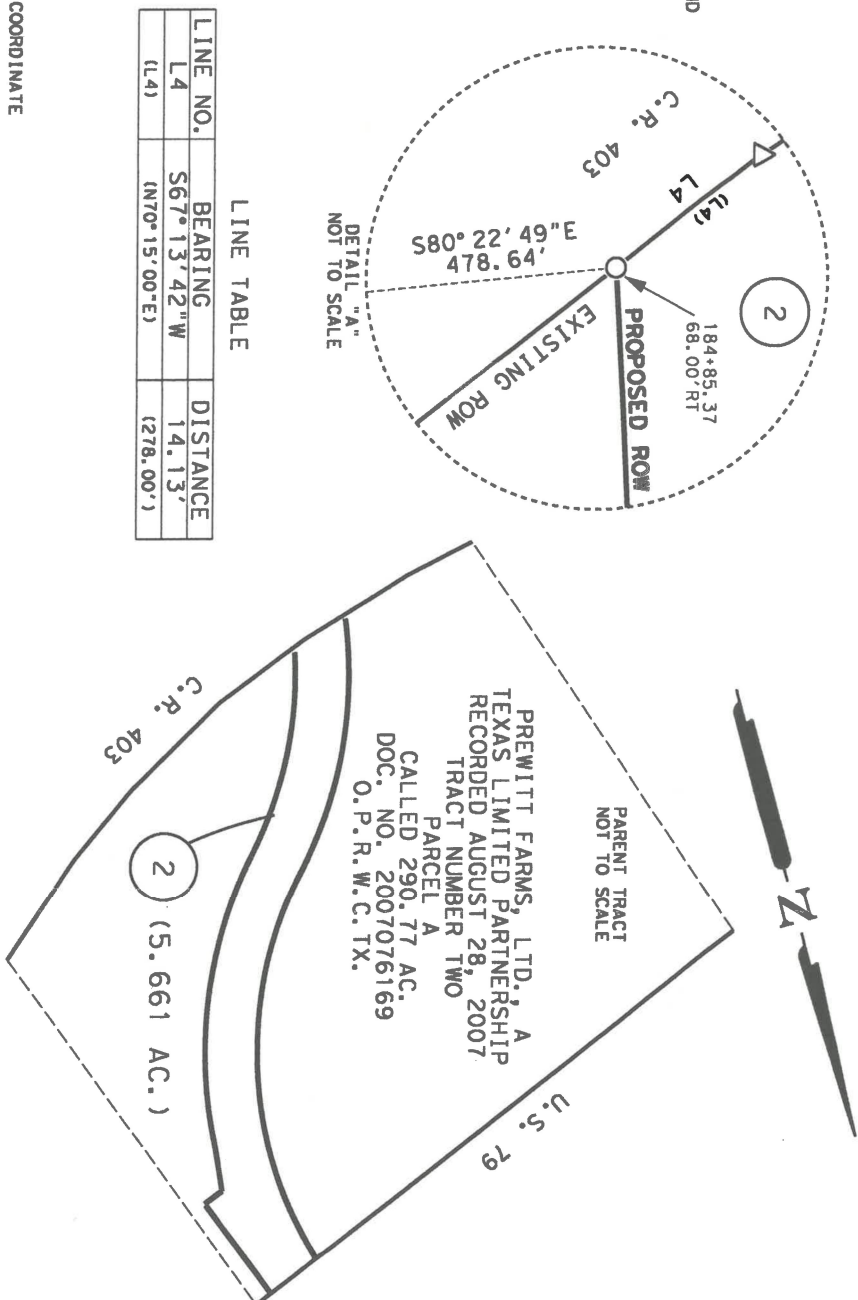 ND
COORDINATE
C.R. 403
L4
(L4)
2
184+85.37
68.00'RT
S80°22'49"E
478.64'
PROPOSED ROW
EXISTING ROW
DETAIL "A"
NOT TO SCALE
LINE TABLE
LINE NO. BEARING DISTANCE
L4 S67°13'42"W 14.13'
(L4) (N70°15'00"E) (278.00')
N
PARENT TRACT
NOT TO SCALE
PREWITT FARMS, LTD., A
TEXAS LIMITED PARTNERSHIP
RECORDED AUGUST 28, 2007
TRACT NUMBER TWO
PARCEL A
CALLED 290.77 AC.
DOC. NO. 2007076169
O.P.R.W.C.TX.
U.S. 79
C.R. 403
2 (5.661 AC.)